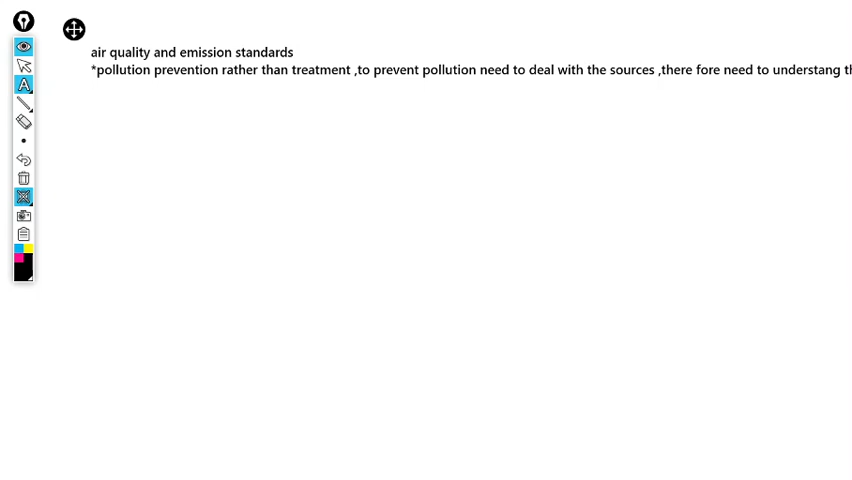 air quality and emission standards
*pollution prevention rather than treatment ,to prevent pollution need to deal with the sources ,there fore need to understang